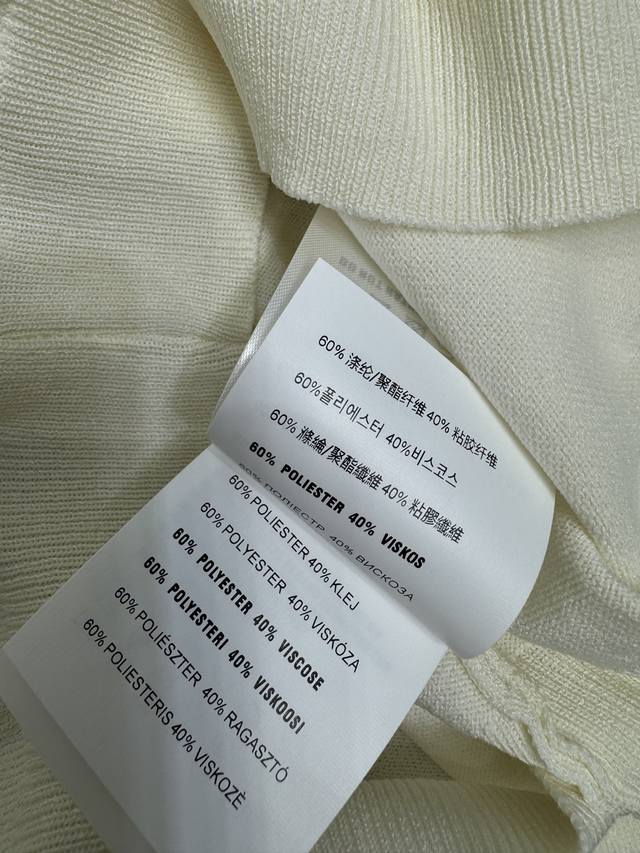 60% 涤纶/聚酯纤维 40% 粘胶纤维
60%폴리에스터 40%비스코스
60% 滌綸/聚酯纖維 40% 粘膠纖維
60% POLIESTER 40% VISKOS
60% ПОЛІЕСТР 40% ВИСКОЗА
60% POLIESTER 40% KLEJ
60% POLYESTER 40% VISKÓZA
60% POLYESTER 40% VISCOSE
60% POLYESTERI 40% VISKOOSI
60% POLIÉSZTER 40% RAGASZTÓ
60% POLIESTERIS 40% VISKOZĖ